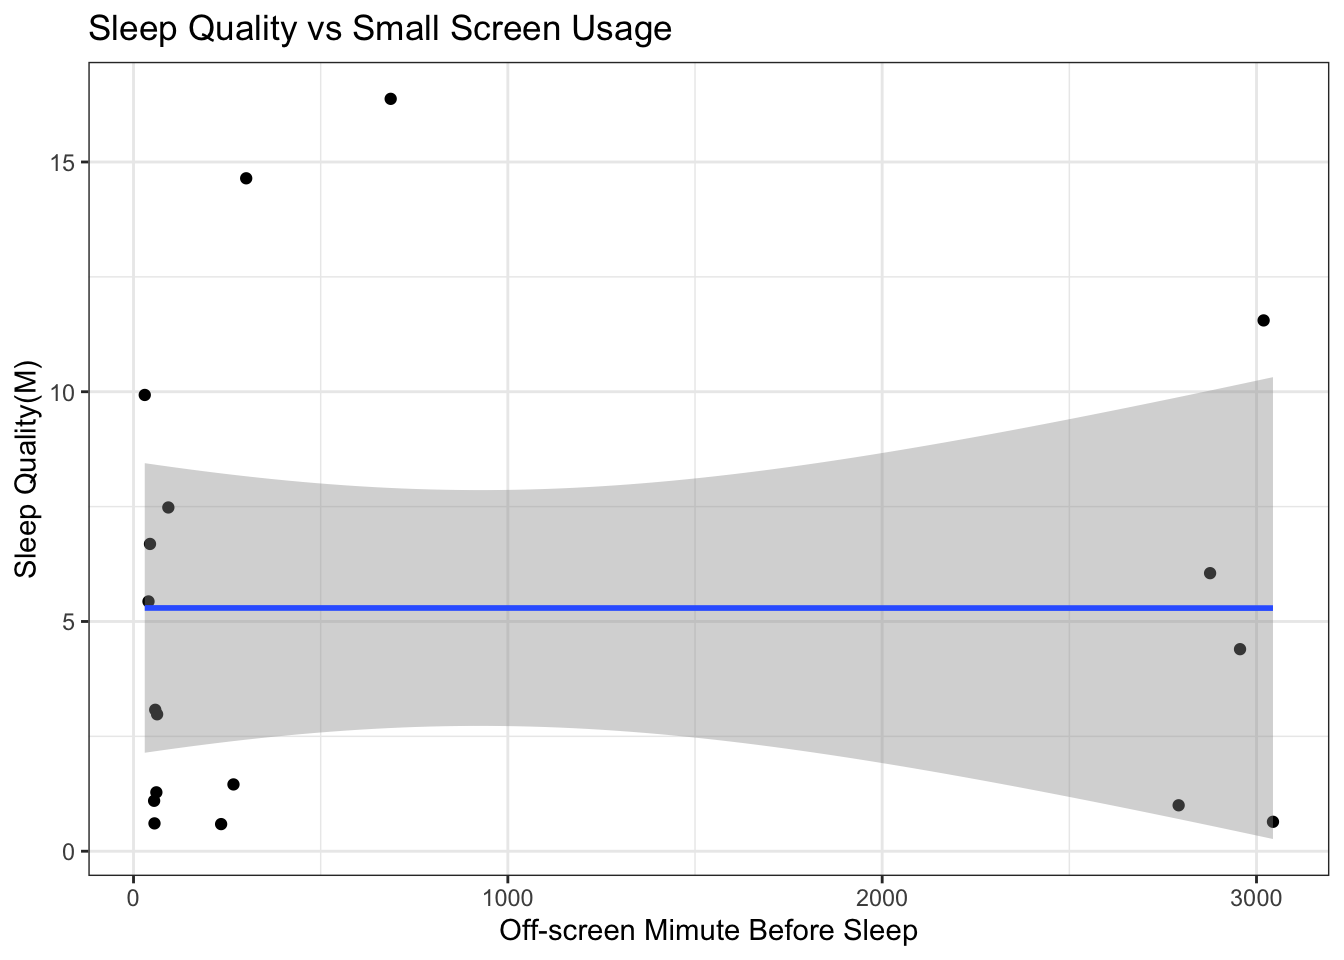 Sleep Quality vs Small Screen Usage
15
10
5
0
Sleep Quality(M)
0 1000 2000 3000
Off-screen Mimute Before Sleep